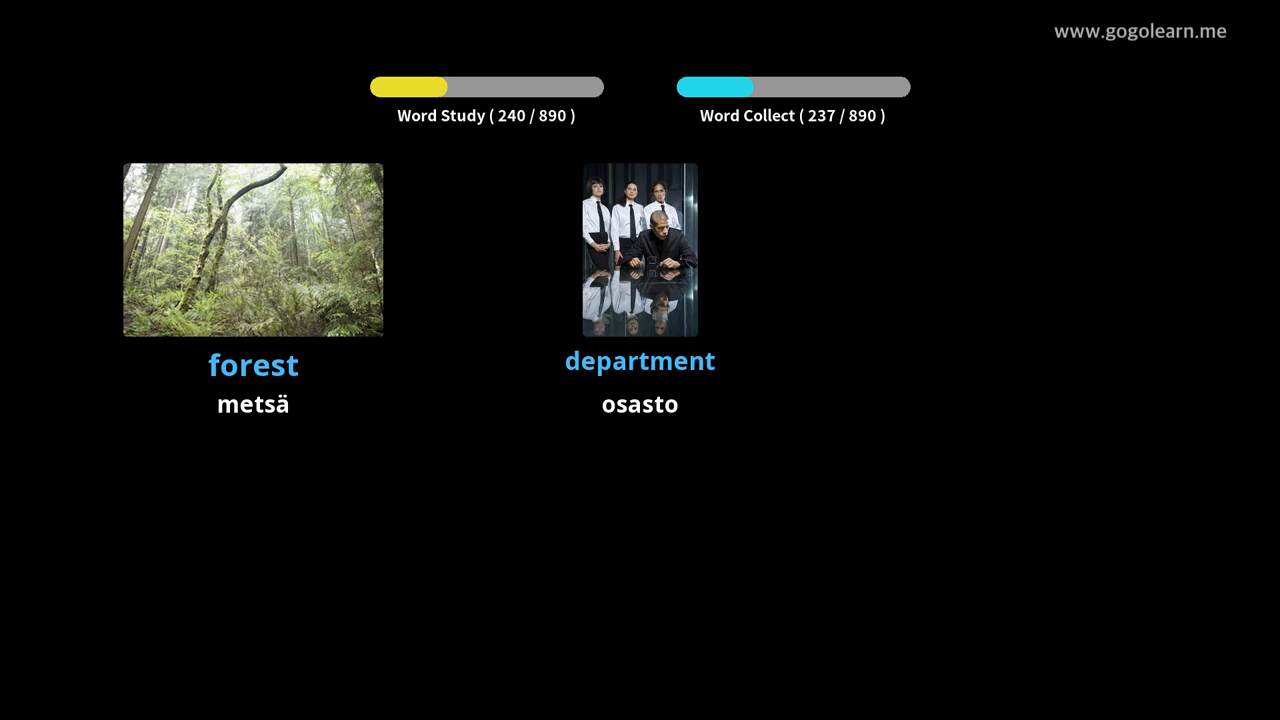 www.gogolearn.me
Word Study ( 240 / 890 )
Word Collect ( 237 / 890 )
forest
metsä
department
osasto